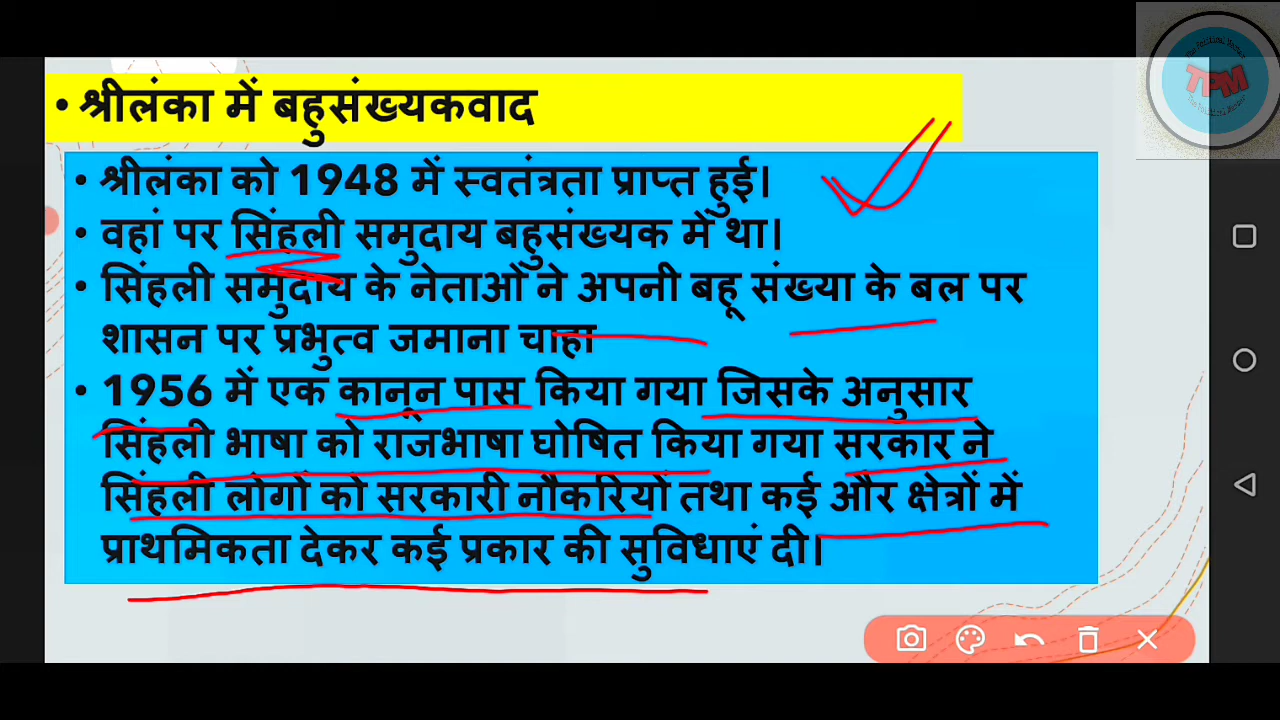 • श्रीलंका में बहुसंख्यकवाद
• श्रीलंका को 1948 में स्वतंत्रता प्राप्त हुई।
• वहां पर सिंहली समुदाय बहुसंख्यक में था।
• सिंहली समुदाय के नेताओं ने अपनी बहू संख्या के बल पर
शासन पर प्रभुत्व जमाना चाहा
• 1956 में एक कानून पास किया गया जिसके अनुसार
सिंहली भाषा को राजभाषा घोषित किया गया सरकार ने
सिंहली लोगों को सरकारी नौकरियों तथा कई और क्षेत्रों में
प्राथमिकता देकर कई प्रकार की सुविधाएं दी।
TPM